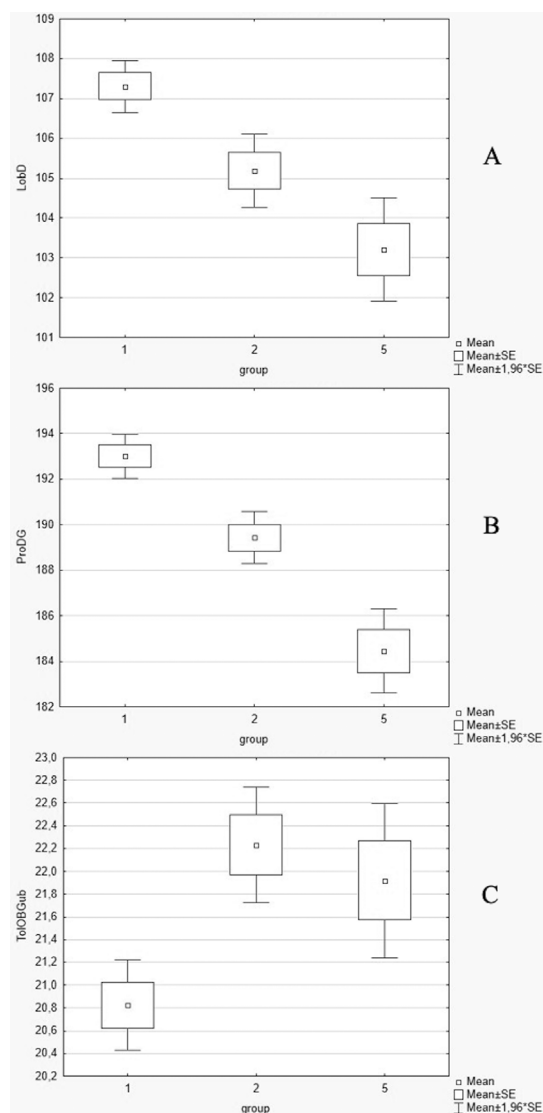 109
108
107
106
105
104
103
102
101
LobD
1 2 5
group
Mean
Mean±SE
Mean±1,96*SE
A
196
194
192
190
188
186
184
182
ProDG
1 2 5
group
Mean
Mean±SE
Mean±1,96*SE
B
23,0
22,8
22,6
22,4
22,2
22,0
21,8
21,6
21,4
21,2
21,0
20,8
20,6
20,4
20,2
TolOBGub
1 2 5
group
Mean
Mean±SE
Mean±1,96*SE
C